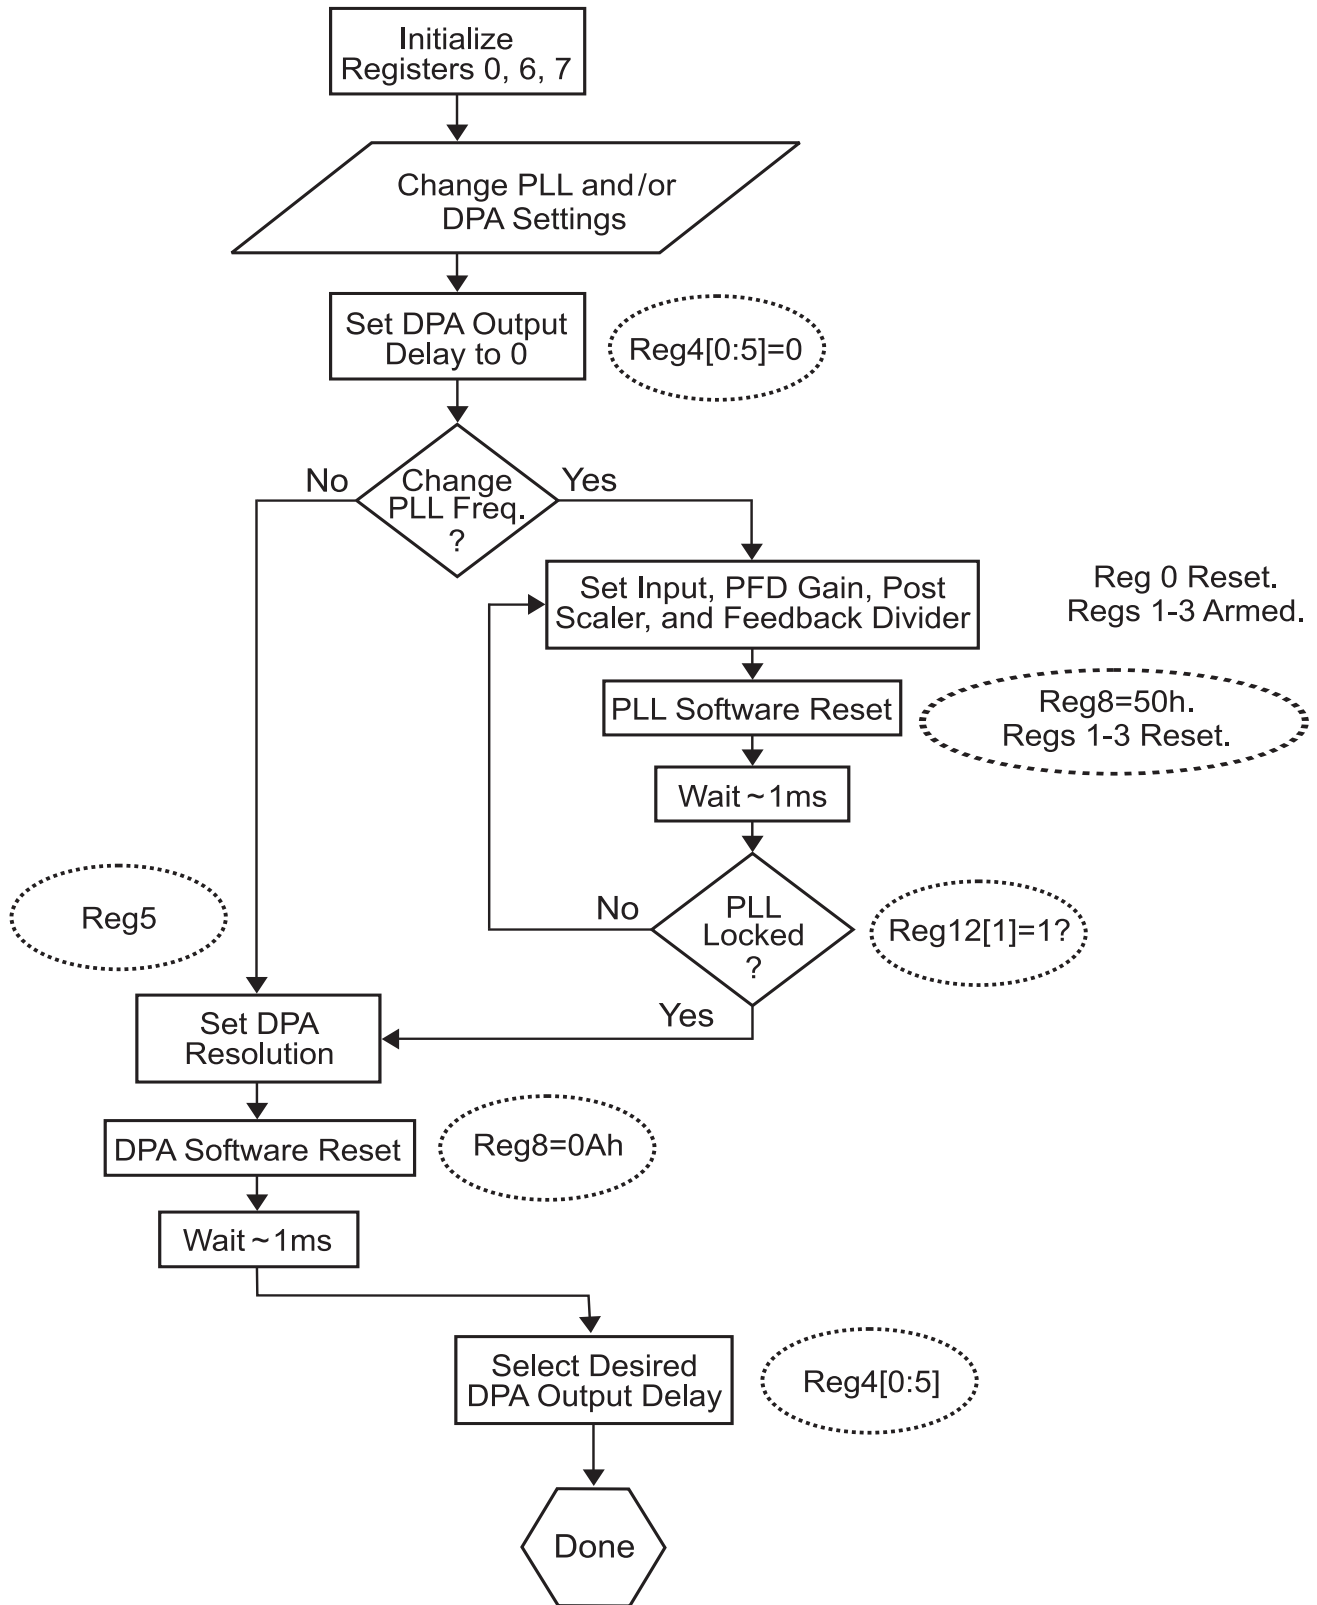 Initialize
Registers 0, 6, 7
Change PLL and/or
DPA Settings
Set DPA Output
Delay to 0
Reg4[0:5]=0
No
Change
PLL Freq.
?
Yes
Set Input, PFD Gain, Post
Scaler, and Feedback Divider
Reg 0 Reset.
Regs 1-3 Armed.
PLL Software Reset
Reg8=50h.
Regs 1-3 Reset.
Wait ~1ms
No
PLL
Locked
?
Reg12[1]=1?
Reg5
Yes
Set DPA
Resolution
DPA Software Reset
Reg8=0Ah
Wait ~1ms
Select Desired
DPA Output Delay
Reg4[0:5]
Done